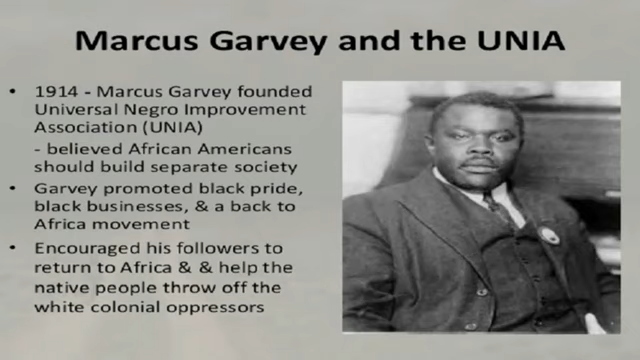 Marcus Garvey and the UNIA
• 1914 - Marcus Garvey founded
Universal Negro Improvement
Association (UNIA)
- believed African Americans
should build separate society
• Garvey promoted black pride,
black businesses, & a back to
Africa movement
• Encouraged his followers to
return to Africa & & help the
native people throw off the
white colonial oppressors